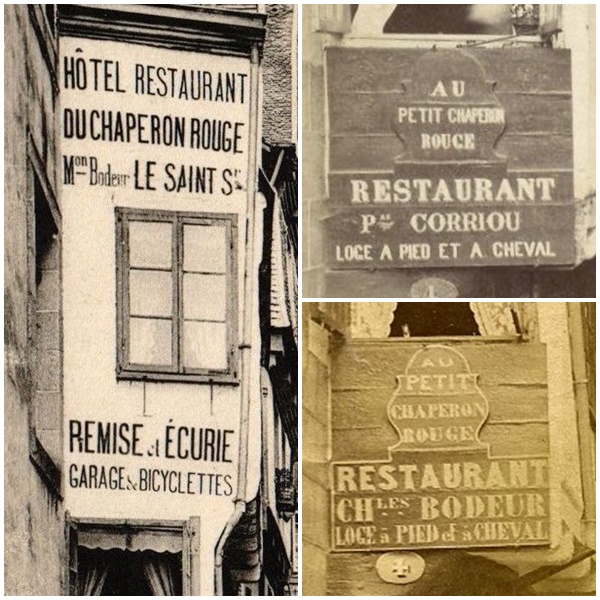 HÔTEL RESTAURANT
DU CHAPERON ROUGE
Mon Bodeur LE SAINT Sr
REMISE et ÉCURIE
GARAGE & BICYCLETTES
AU
PETIT CHAPERON
ROUGE
RESTAURANT
Pre CORRIOU
LOGE A PIED ET A CHEVAL
AU
PETIT
CHAPERON
ROUGE
RESTAURANT
CHLES BODEUR
LOGE à PIED et à CHEVAL